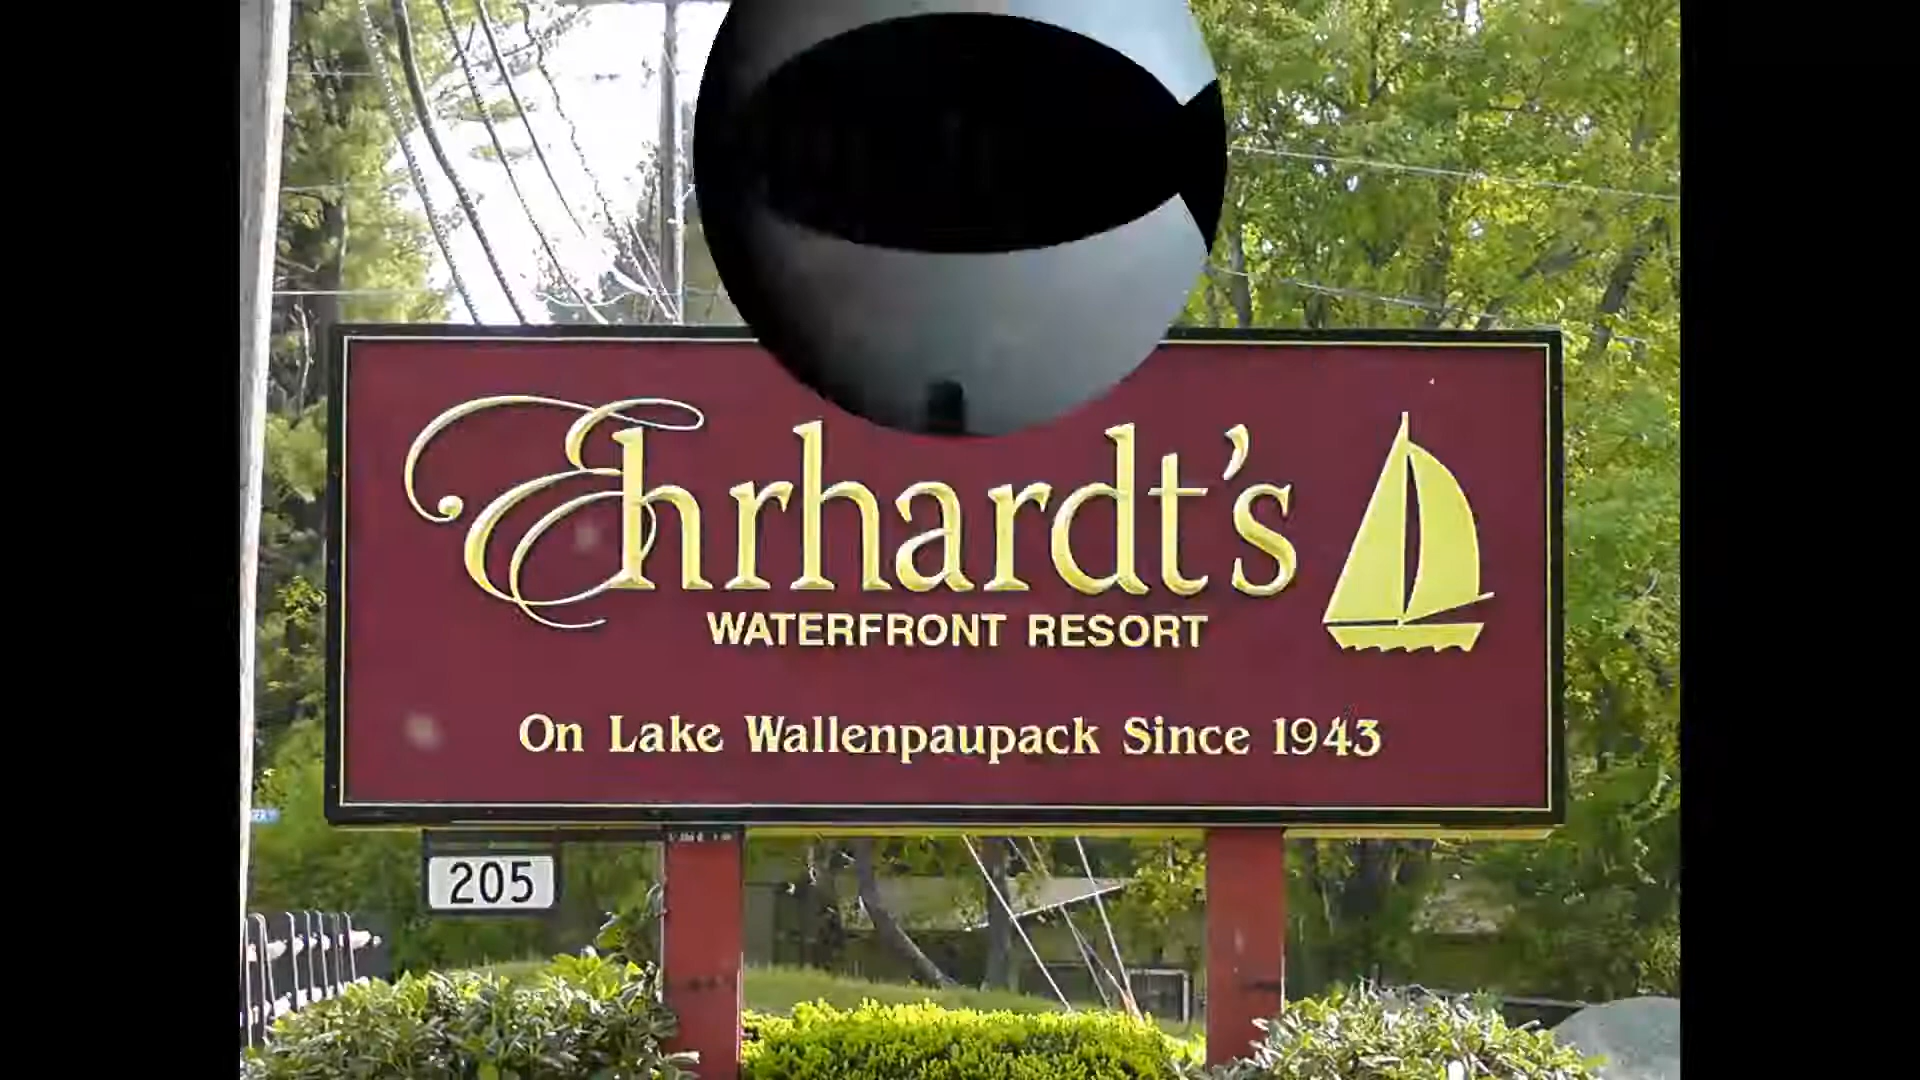 Ehrhardt's
WATERFRONT RESORT
On Lake Wallenpaupack Since 1943
205